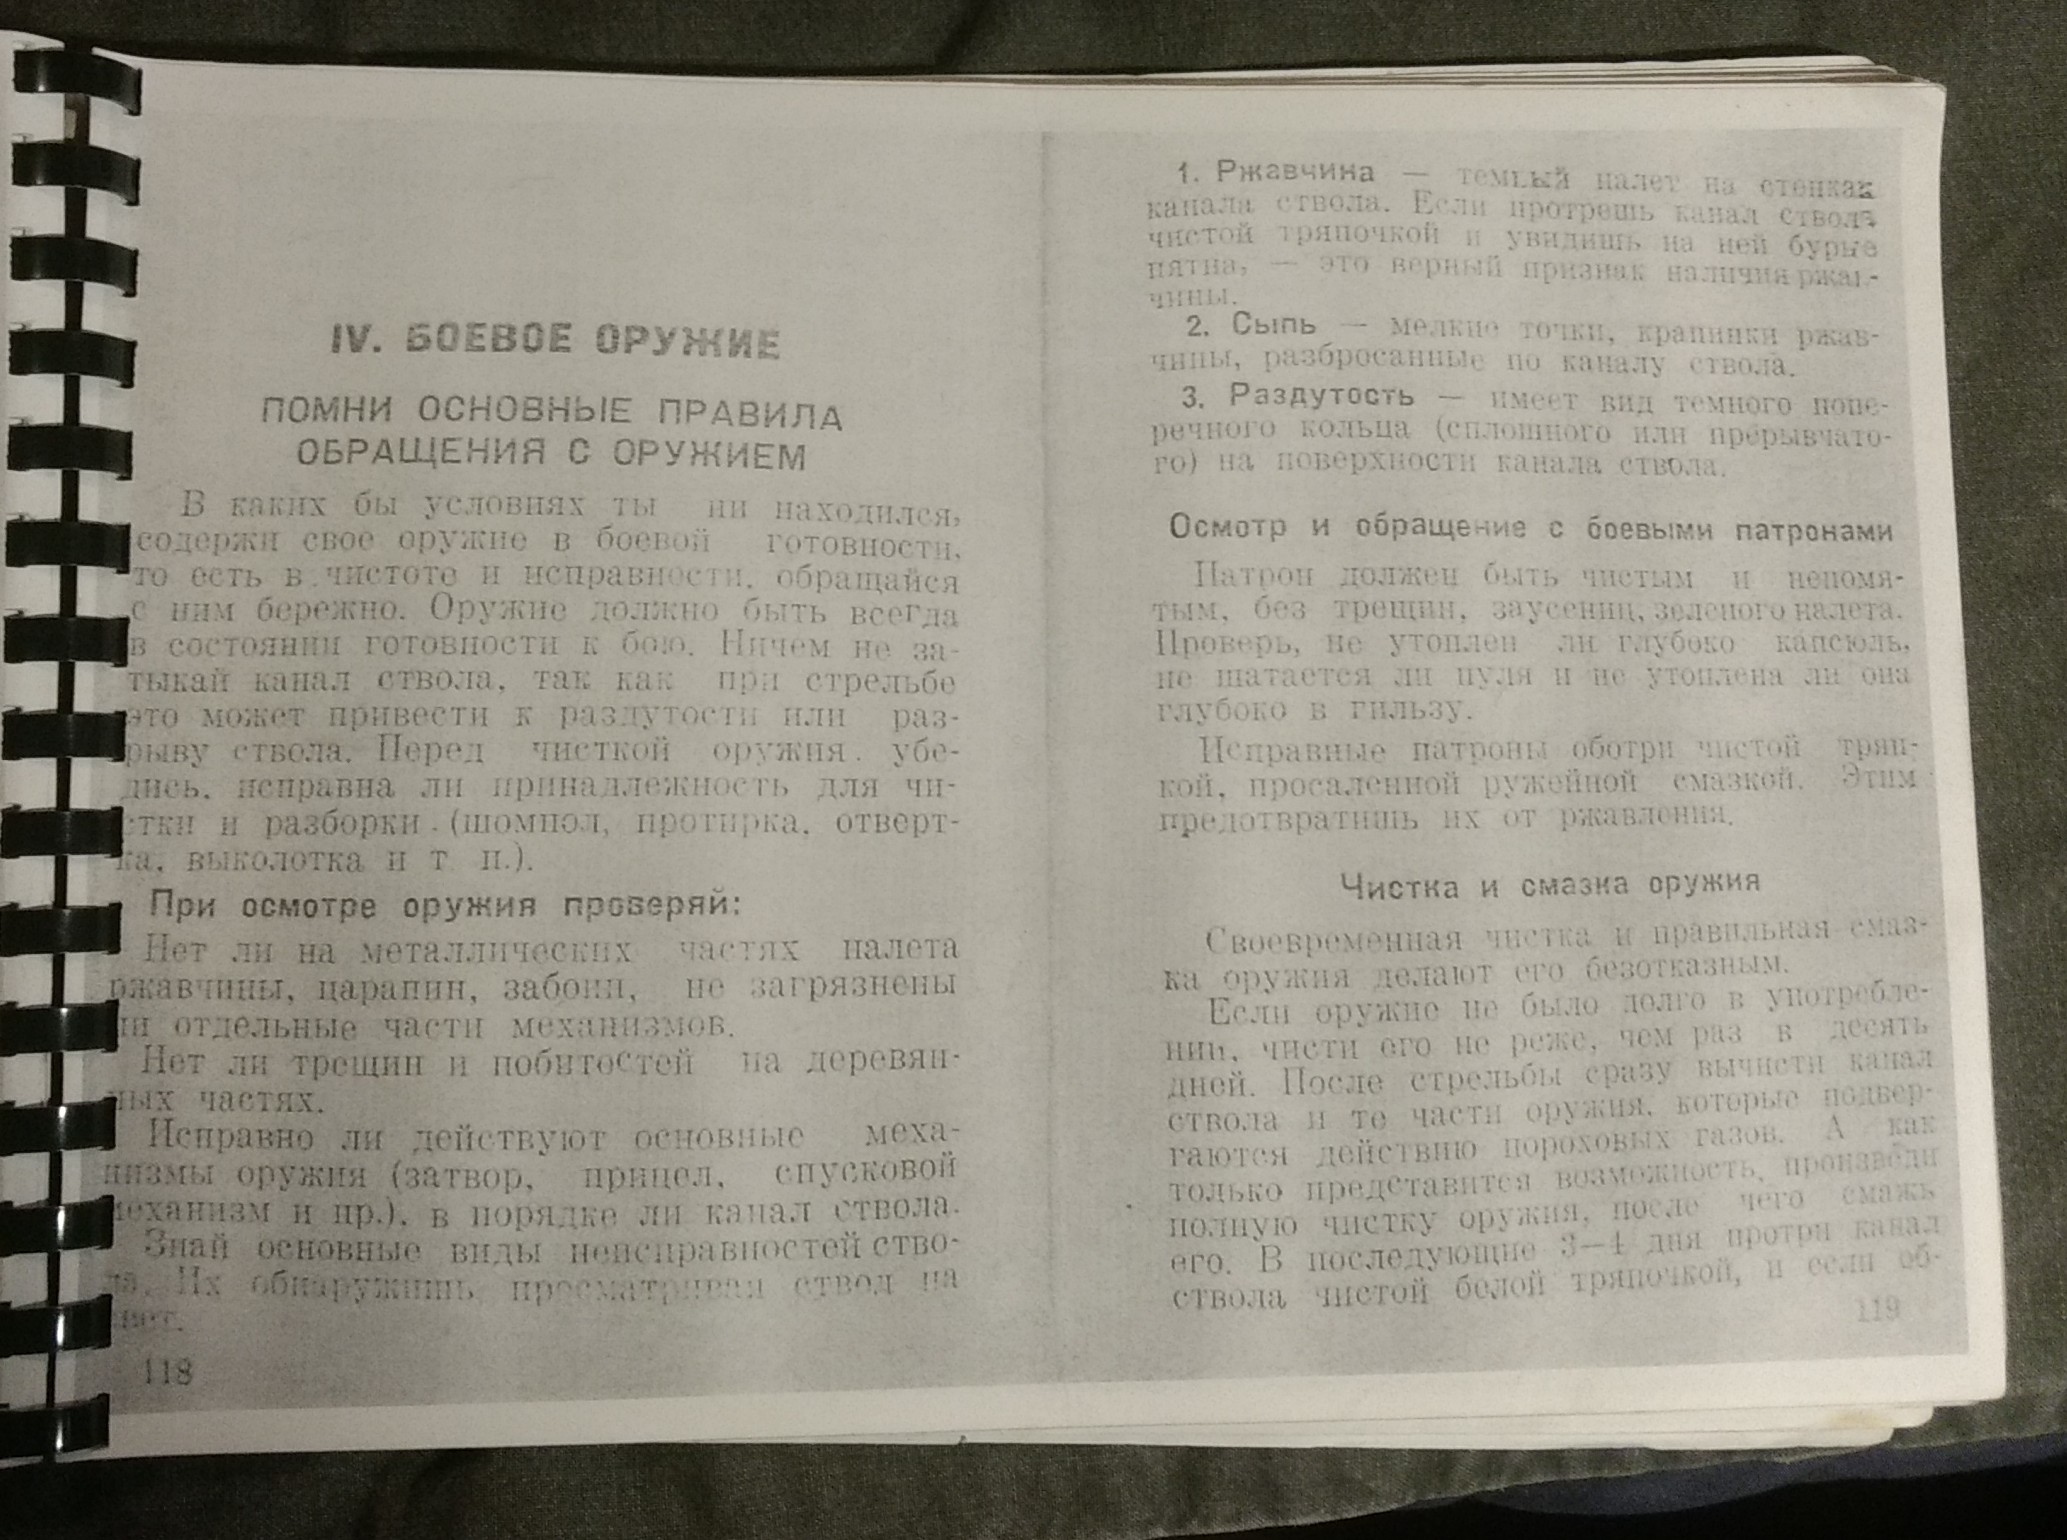 IV. БОЕВОЕ ОРУЖИЕ
ПОМНИ ОСНОВНЫЕ ПРАВИЛА
ОБРАЩЕНИЯ С ОРУЖИЕМ
В каких бы условиях ты ни находился,
содержи свое оружие в боевой готовности,
то есть в чистоте и исправности, обращайся
с ним бережно. Оружие должно быть всегда
в состоянии готовности к бою. Ничем не за-
тыкай канал ствола, так как при стрельбе
это может привести к раздутости или раз-
рыву ствола. Перед чисткой оружия убе-
дись, исправна ли принадлежность для чи-
стки и разборки (шомпол, протирка, отверт-
ка, выколотка и т п.).
При осмотре оружия проверяй:
Нет ли на металлических частях налета
ржавчины, царапин, забоин, не загрязнены
ли отдельные части механизмов.
Нет ли трещин и побитостей на деревян-
ных частях.
Исправно ли действуют основные меха-
низмы оружия (затвор, прицел, спусковой
механизм и пр.), в порядке ли канал ствола.
Знай основные виды неисправностей ство-
ла. Их обнаружишь, просматривая ствол на
свет.
118
1. Ржавчина — темный налет на стенках
канала ствола. Если протрешь канал ствола
чистой тряпочкой и увидишь на ней бурые
пятна, — это верный признак наличия ржав-
чины.
2. Сыпь — мелкие точки, крапинки ржав-
чины, разбросанные по каналу ствола.
3. Раздутость — имеет вид темного попе-
речного кольца (сплошного или прерывчато-
го) на поверхности канала ствола.
Осмотр и обращение с боевыми патронами
Патрон должен быть чистым и непомя-
тым, без трещин, заусениц, зеленого налета.
Проверь, не утоплен ли глубоко капсюль,
не шатается ли пуля и не утоплена ли она
глубоко в гильзу.
Исправные патроны оботри чистой тряп-
кой, просаленной ружейной смазкой. Этим
предотвратишь их от ржавления.
Чистка и смазка оружия
Своевременная чистка и правильная смаз-
ка оружия делают его безотказным.
Если оружие не было долго в употребле-
нии, чисти его не реже, чем раз в десять
дней. После стрельбы сразу вычисти канал
ствола и те части оружия, которые подвер-
гаются действию пороховых газов. А как
только представится возможность, произведи
полную чистку оружия, после чего смажь
его. В последующие 3—4 дня протри канал
ствола чистой белой тряпочкой, и если об-
119